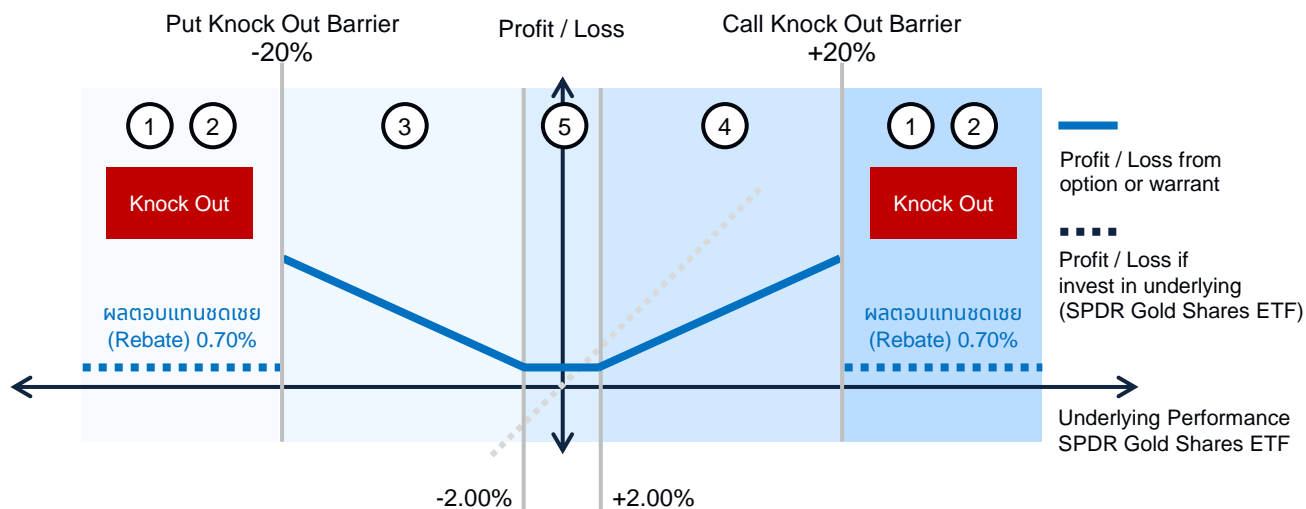 Put Knock Out Barrier
-20%
Profit / Loss
Call Knock Out Barrier
+20%
1
2
3
5
4
1
2
Knock Out
Knock Out
ผลตอบแทนชดเชย
(Rebate) 0.70%
ผลตอบแทนชดเชย
(Rebate) 0.70%
Profit / Loss from
option or warrant
Profit / Loss if
invest in underlying
(SPDR Gold Shares ETF)
Underlying Performance
SPDR Gold Shares ETF
-2.00%
+2.00%